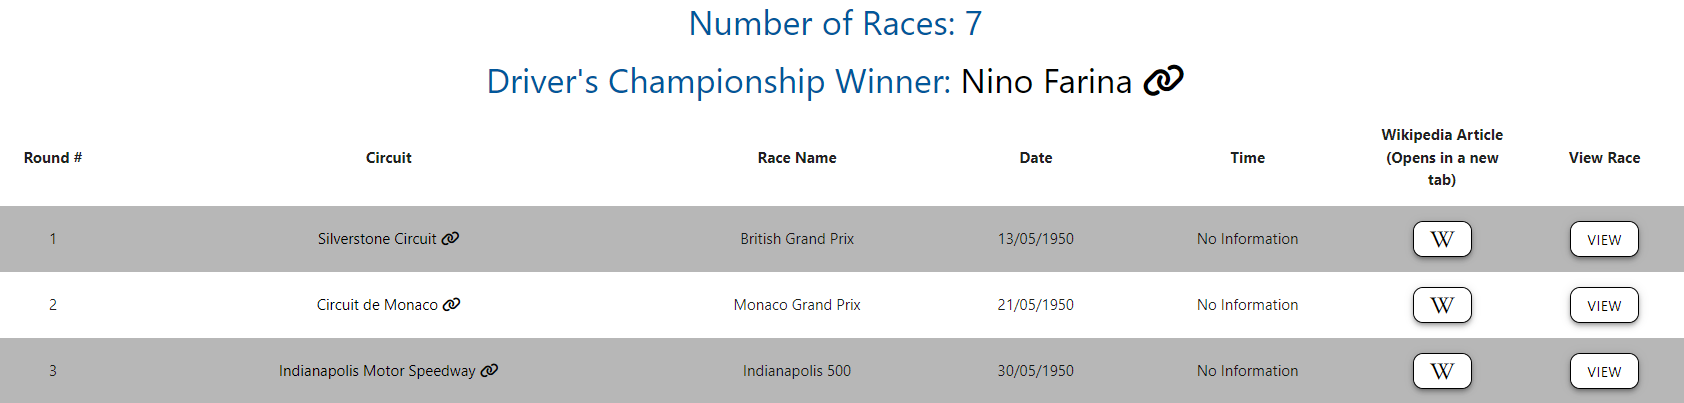 Number of Races: 7
Driver's Championship Winner: Nino Farina
Round # Circuit Race Name Date Time Wikipedia Article (Opens in a new tab) View Race
1 Silverstone Circuit British Grand Prix 13/05/1950 No Information W VIEW
2 Circuit de Monaco Monaco Grand Prix 21/05/1950 No Information W VIEW
3 Indianapolis Motor Speedway Indianapolis 500 30/05/1950 No Information W VIEW